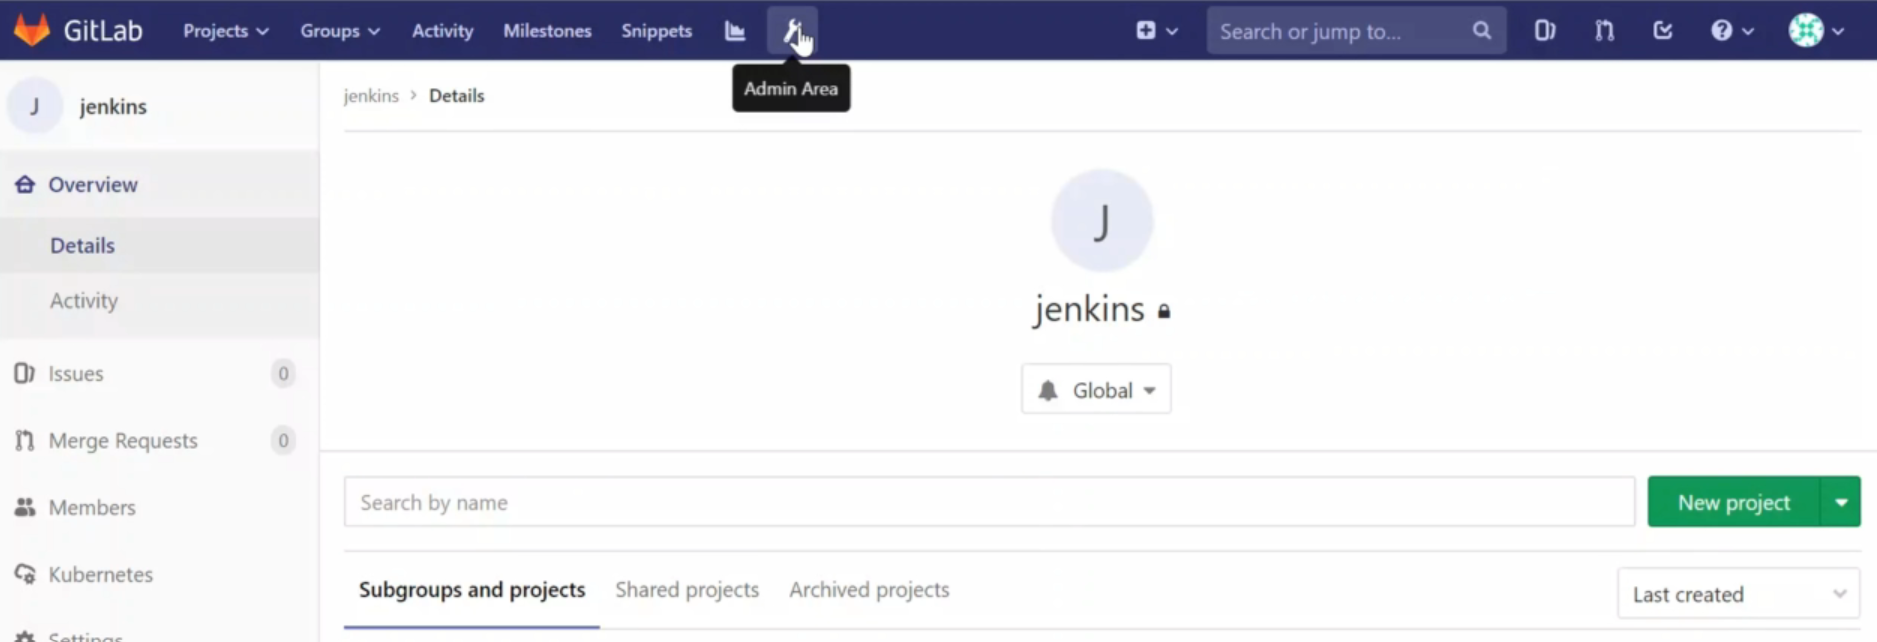 GitLab Projects Groups Activity Milestones Snippets Search or jump to...
Admin Area
J jenkins
jenkins > Details
Overview
Details
Activity
Issues 0
Merge Requests 0
Members
Kubernetes
Settings
J
jenkins
Global
Search by name New project
Subgroups and projects Shared projects Archived projects Last created